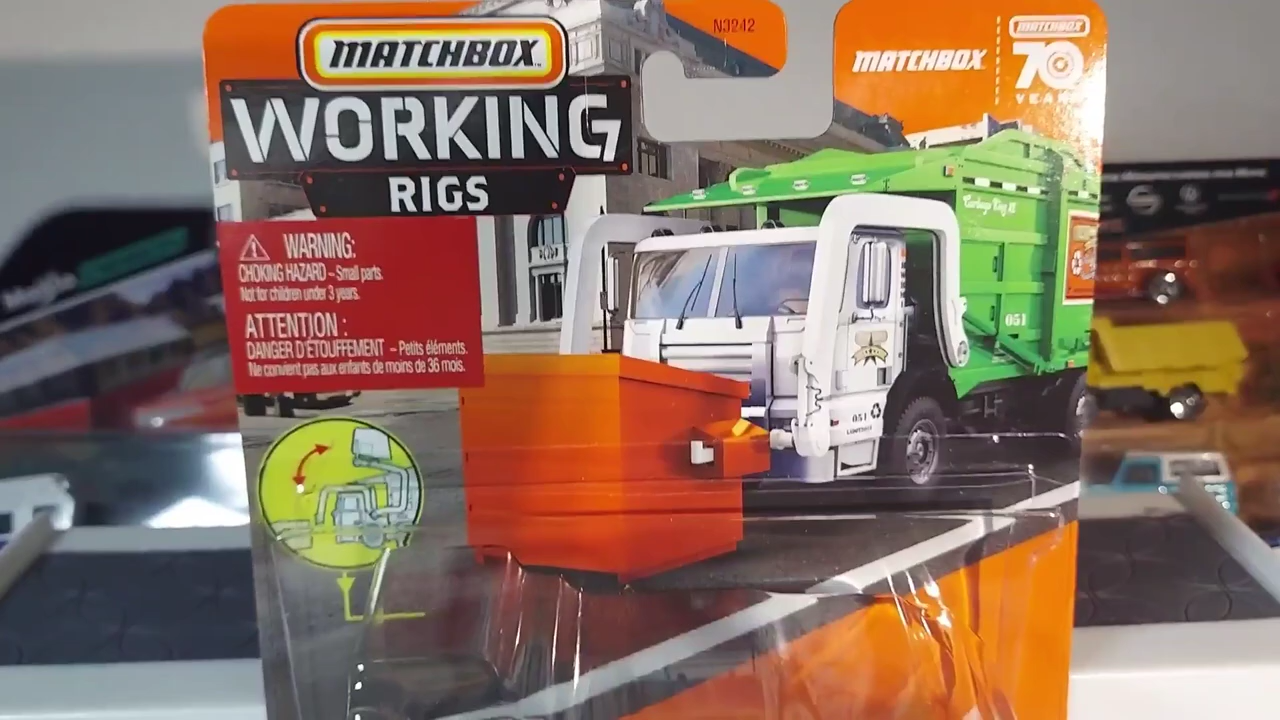 MATCHBOX
N3242
WORKING
RIGS
WARNING:
CHOKING HAZARD – Small parts.
Not for children under 3 years.
ATTENTION :
DANGER D'ÉTOUFFEMENT – Petits éléments.
Ne convient pas aux enfants de moins de 36 mois.
MATCHBOX
MATCHBOX
70
YEARS
051
051